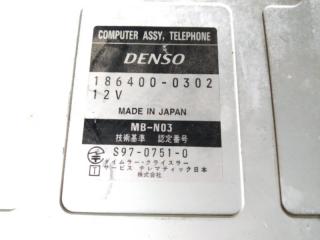 COMPUTER ASSY, TELEPHONE
DENSO
186400-0302
12V
MADE IN JAPAN
MB-N03
技術基準 認定番号
S97-0751-0
ダイムラー・クライスラー
サービス テレマティック日本
株式会社